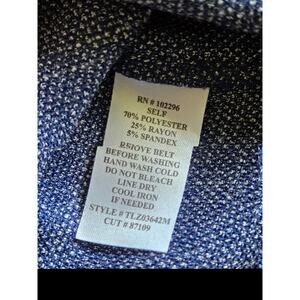 RN # 102296
SELF
70% POLYESTER
25% RAYON
5% SPANDEX
REMOVE BELT
BEFORE WASHING
HAND WASH COLD
DO NOT BLEACH
LINE DRY
COOL IRON
IF NEEDED
STYLE # TLZ03642M
CUT # 87109